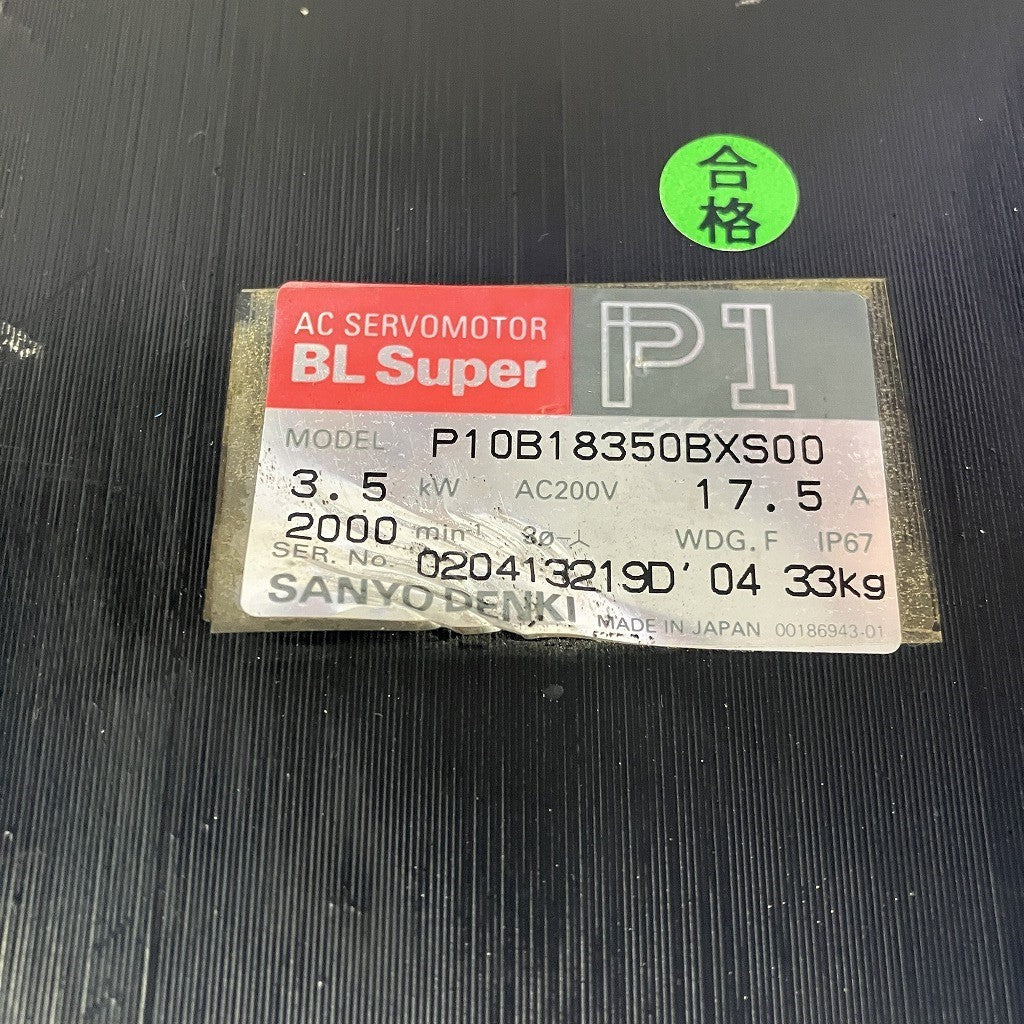 合格
AC SERVOMOTOR
BL Super
P1
MODEL P10B18350BXS00
3.5 kW AC200V 17.5 A
2000 min⁻¹ 3ø-⅄ WDG. F IP67
SER. No. 020413219D'04 33kg
SANYO DENKI
MADE IN JAPAN 00186943-01